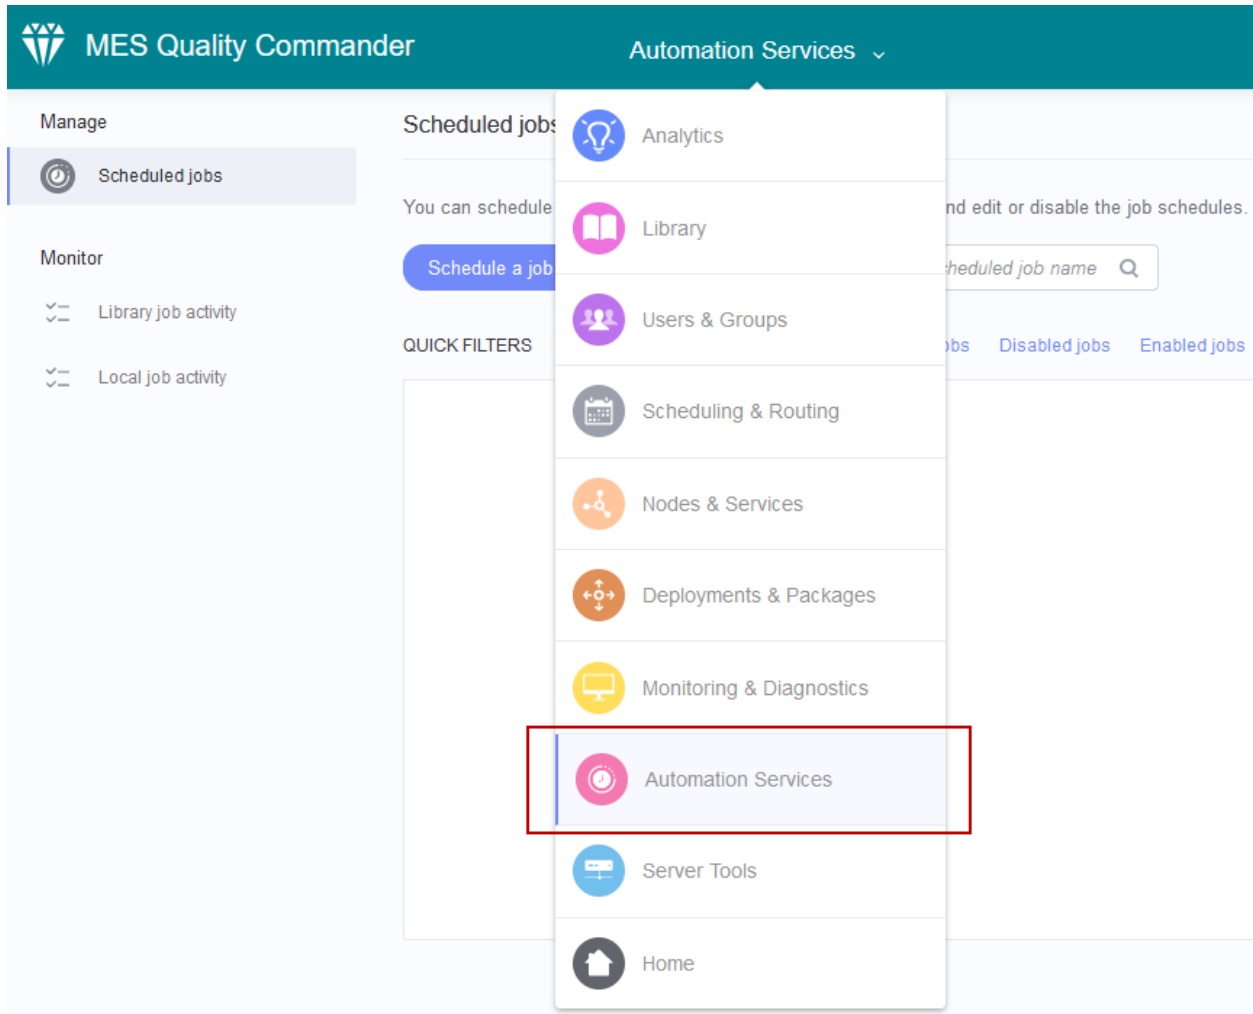 MES Quality Commander
Automation Services
Manage
Scheduled jobs
Monitor
Library job activity
Local job activity
Scheduled jobs
You can schedule
nd edit or disable the job schedules.
Schedule a job
heduled job name
QUICK FILTERS
obs Disabled jobs Enabled jobs
Analytics
Library
Users & Groups
Scheduling & Routing
Nodes & Services
Deployments & Packages
Monitoring & Diagnostics
Automation Services
Server Tools
Home